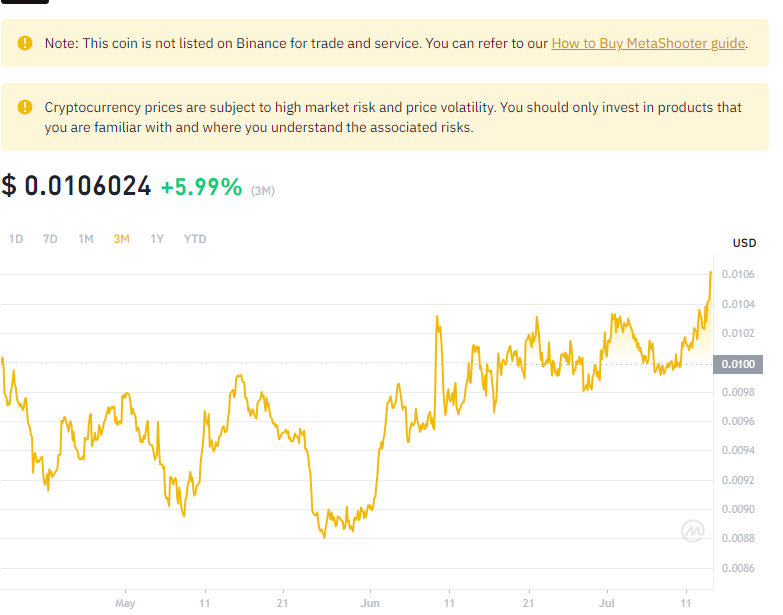 Note: This coin is not listed on Binance for trade and service. You can refer to our How to Buy MetaShooter guide.
Cryptocurrency prices are subject to high market risk and price volatility. You should only invest in products that
you are familiar with and where you understand the associated risks.
$ 0.0106024 +5.99% (3M)
1D 7D 1M 3M 1Y YTD
USD
0.0106
0.0104
0.0102
0.0100
0.0098
0.0096
0.0094
0.0092
0.0090
0.0088
0.0086
May 11 21 Jun 11 21 Jul 11